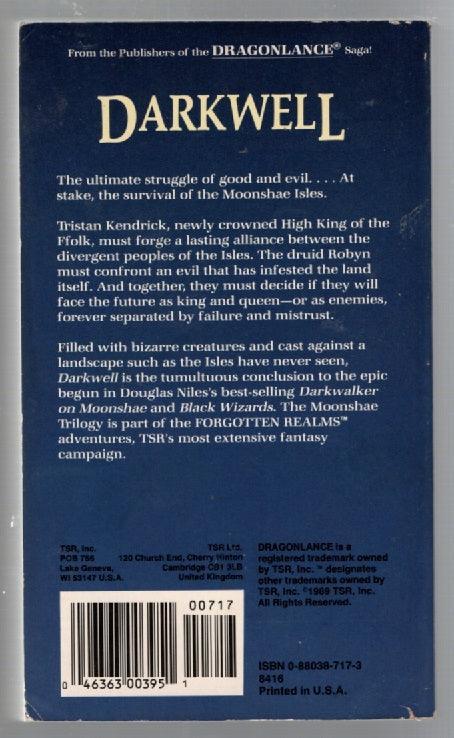 From the Publishers of the DRAGONLANCE® Saga!
DARKWELL
The ultimate struggle of good and evil. . . . At
stake, the survival of the Moonshae Isles.
Tristan Kendrick, newly crowned High King of the
Ffolk, must forge a lasting alliance between the
divergent peoples of the Isles. The druid Robyn
must confront an evil that has infested the land
itself. And together, they must decide if they will
face the future as king and queen—or as enemies,
forever separated by failure and mistrust.
Filled with bizarre creatures and cast against a
landscape such as the Isles have never seen,
Darkwell is the tumultuous conclusion to the epic
begun in Douglas Niles's best-selling Darkwalker
on Moonshae and Black Wizards. The Moonshae
Trilogy is part of the FORGOTTEN REALMS™
adventures, TSR's most extensive fantasy
campaign.
TSR, Inc.
POB 756
Lake Geneva,
WI 53147 U.S.A.
TSR Ltd.
120 Church End, Cherry Hinton
Cambridge CB1 3LB
United Kingdom
DRAGONLANCE is a
registered trademark owned
by TSR, Inc. ™ designates
other trademarks owned by
TSR, Inc. ©1989 TSR, Inc.
All Rights Reserved.
00717
0 46363 00395 1
ISBN 0-88038-717-3
8416
Printed in U.S.A.